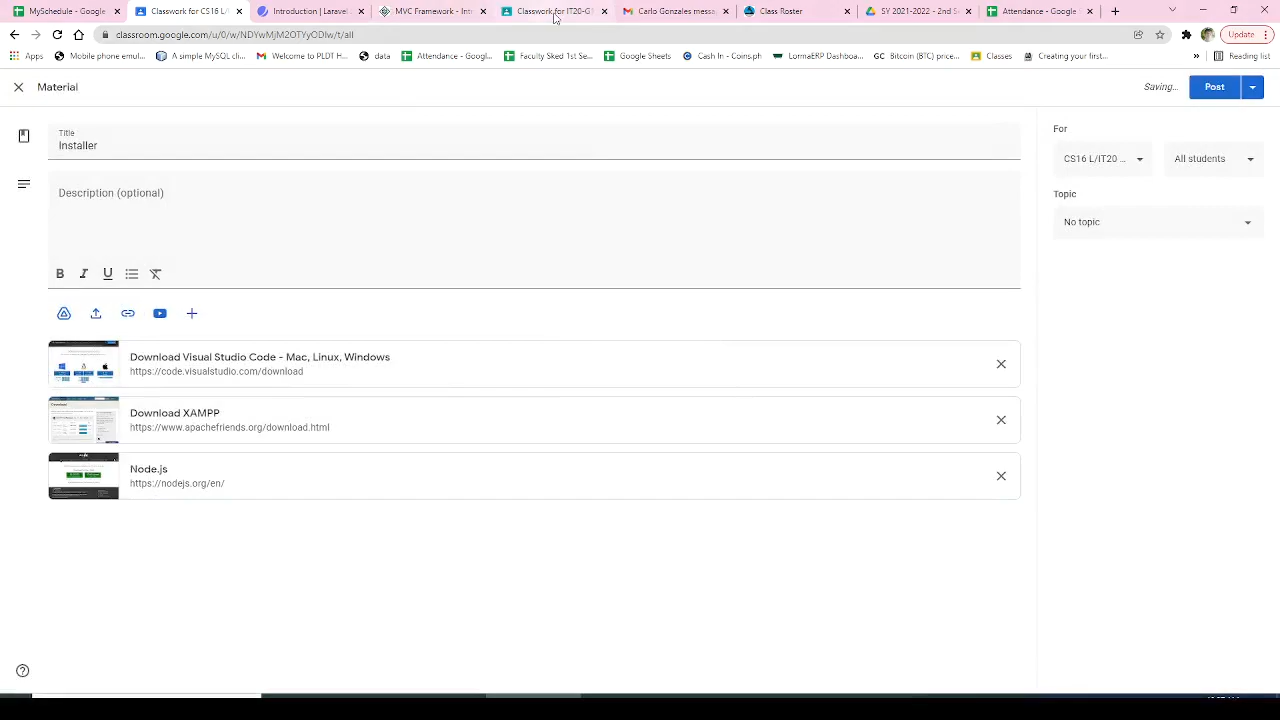 MySchedule - Google
Classwork for CS16 L/
Introduction | Laravel
MVC Framework - Int
Classwork for IT20-G1
Carlo Gonzales messa
Class Roster
SY 2021-2022 - 2nd S
Attendance - Google
classroom.google.com/u/0/w/
Update
Apps
Mobile phone emul...
A simple MySQL cli...
Welcome to PLDT H...
data
Attendance - Googl...
Faculty Sked 1st Se...
Google Sheets
Cash In - Coins.ph
LormaERP Dashboa...
Bitcoin (BTC) price...
Classes
Creating your first...
Reading list
Material
Saving...
Post
Title
Installer
Description (optional)
B I U
Download Visual Studio Code - Mac, Linux, Windows
https://code.visualstudio.com/download
Download XAMPP
https://www.apachefriends.org/download.html
Node.js
https://nodejs.org/en/
For
CS16 L/IT20 ...
All students
Topic
No topic